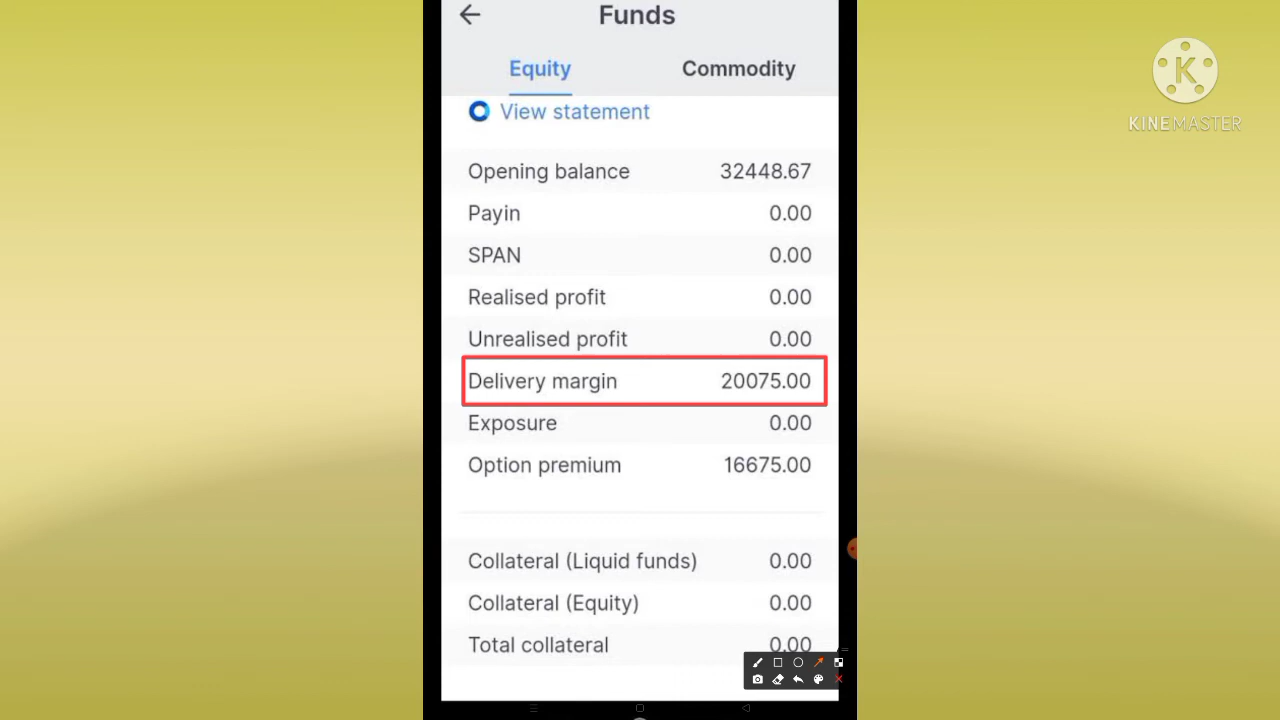 Funds
Equity Commodity
View statement
Opening balance 32448.67
Payin 0.00
SPAN 0.00
Realised profit 0.00
Unrealised profit 0.00
Delivery margin 20075.00
Exposure 0.00
Option premium 16675.00
Collateral (Liquid funds) 0.00
Collateral (Equity) 0.00
Total collateral 0.00
K
KINEMASTER